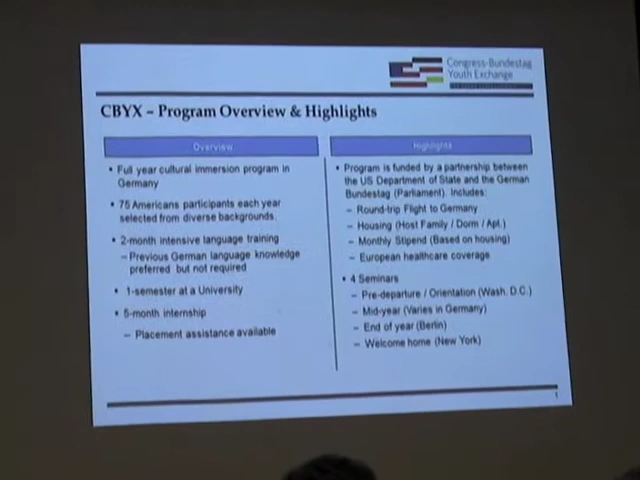 Congress-Bundestag
Youth Exchange
CBYX – Program Overview & Highlights
Overview
• Full year cultural immersion program in
Germany
• 75 Americans participants each year
selected from diverse backgrounds.
• 2-month intensive language training
– Previous German language knowledge
preferred but not required
• 1-semester at a University
• 5-month internship
– Placement assistance available
Highlights
• Program is funded by a partnership between
the US Department of State and the German
Bundestag (Parliament). Includes:
– Round-trip Flight to Germany
– Housing (Host Family / Dorm / Apt.)
– Monthly Stipend (Based on housing)
– European healthcare coverage
• 4 Seminars
– Pre-departure / Orientation (Wash. D.C.)
– Mid-year (Varies in Germany)
– End of year (Berlin)
– Welcome home (New York)
1